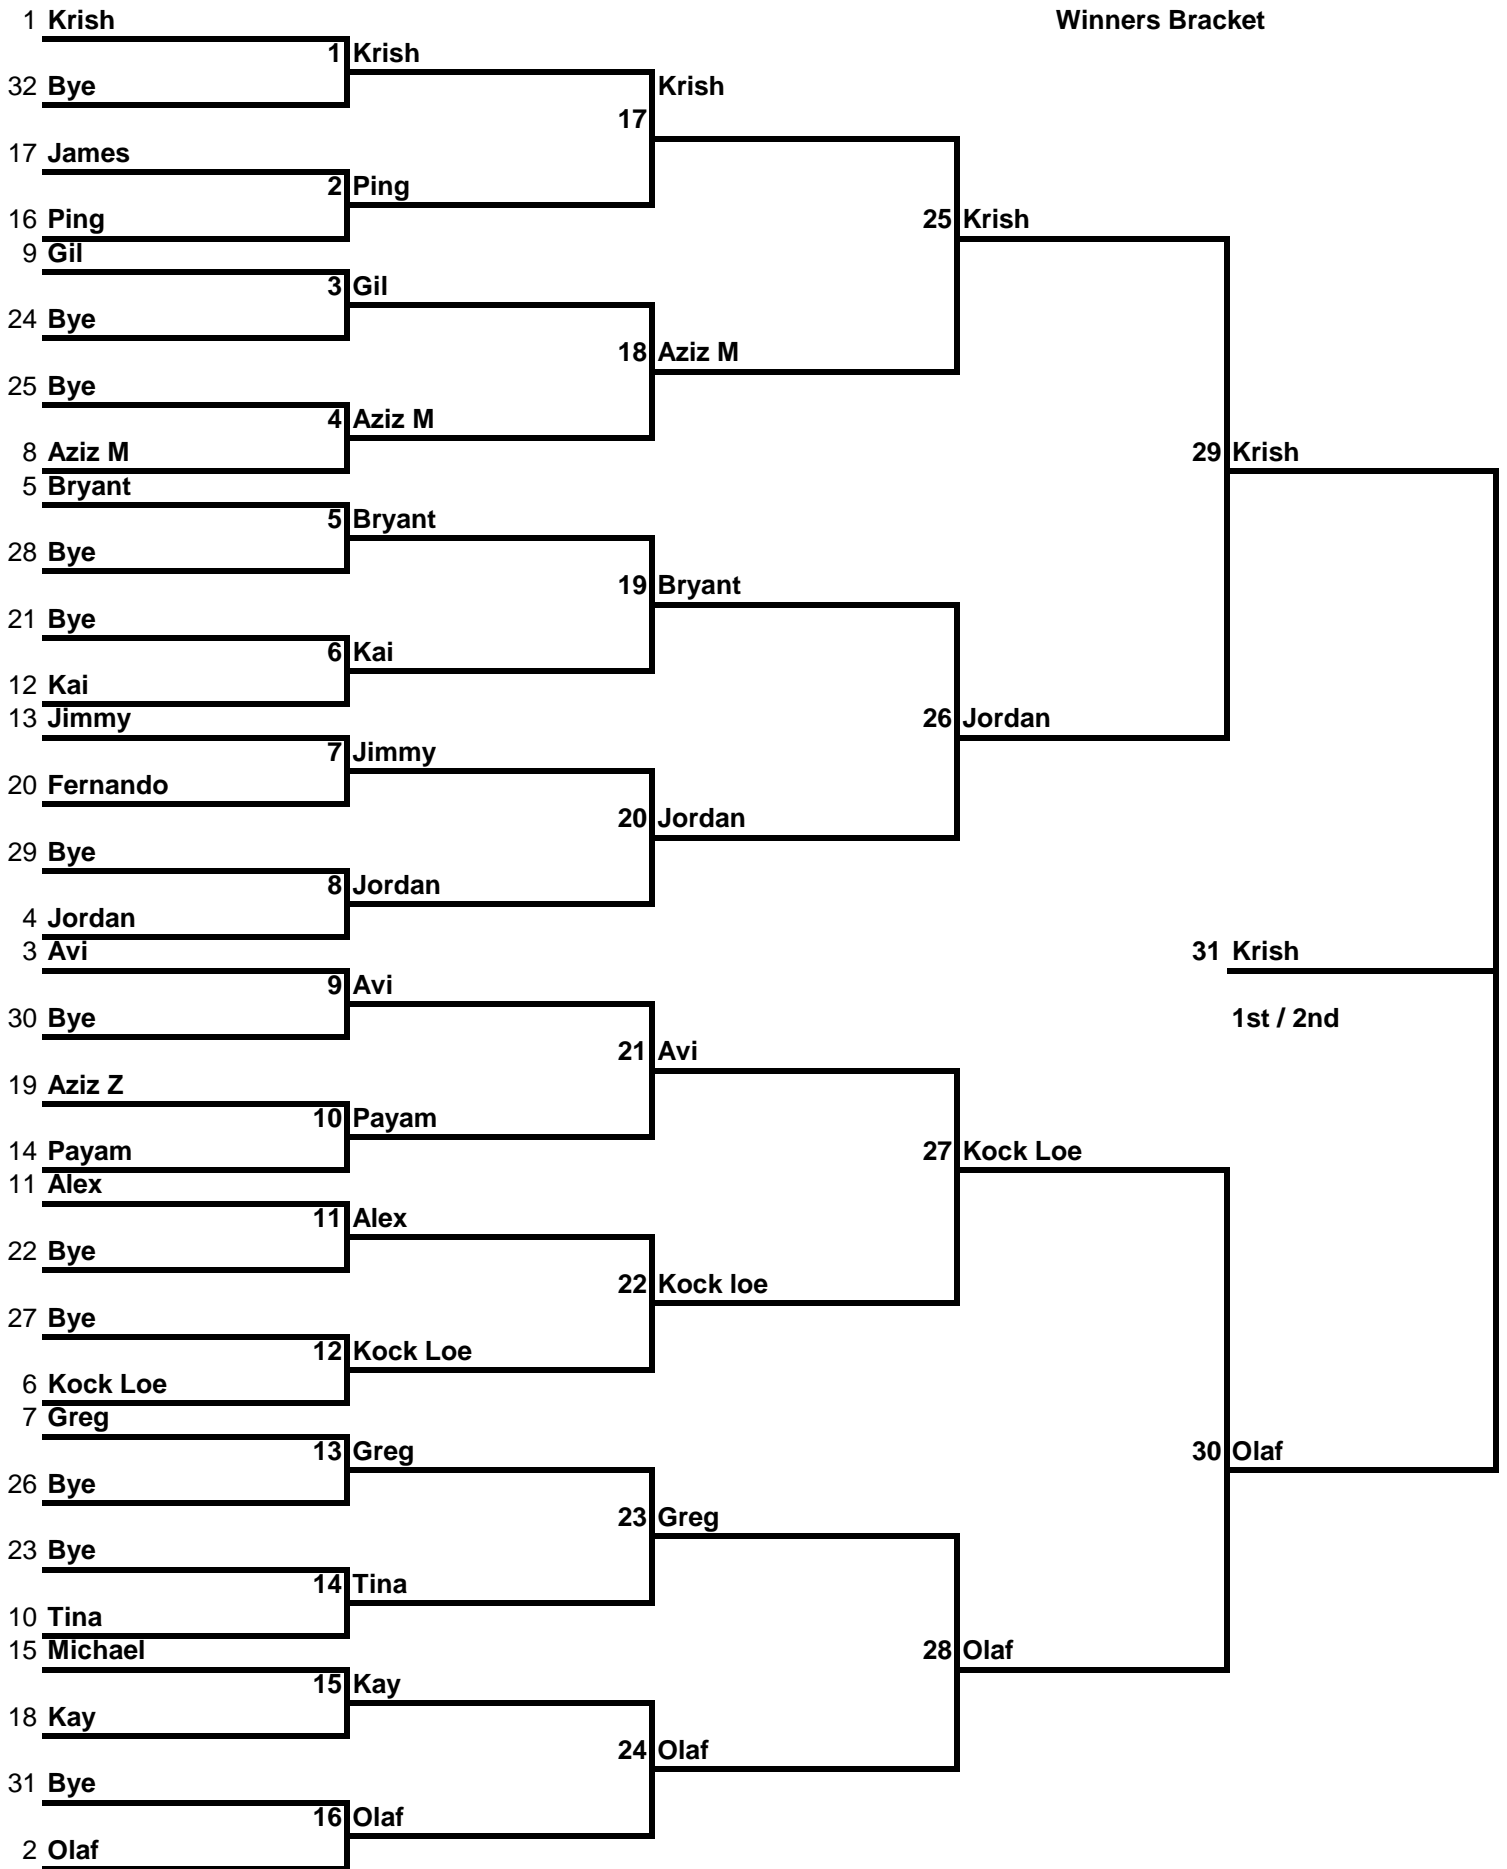 Winners Bracket
1 Krish
1 Krish
32 Bye
Krish
17
17 James
2 Ping
16 Ping
25 Krish
9 Gil
3 Gil
24 Bye
18 Aziz M
25 Bye
4 Aziz M
8 Aziz M
29 Krish
5 Bryant
5 Bryant
28 Bye
19 Bryant
21 Bye
6 Kai
12 Kai
13 Jimmy
26 Jordan
7 Jimmy
20 Fernando
20 Jordan
29 Bye
8 Jordan
4 Jordan
3 Avi
31 Krish
9 Avi
30 Bye
1st / 2nd
21 Avi
19 Aziz Z
10 Payam
14 Payam
27 Kock Loe
11 Alex
11 Alex
22 Bye
22 Kock loe
27 Bye
12 Kock Loe
6 Kock Loe
7 Greg
13 Greg
30 Olaf
26 Bye
23 Greg
23 Bye
14 Tina
10 Tina
15 Michael
28 Olaf
15 Kay
18 Kay
24 Olaf
31 Bye
16 Olaf
2 Olaf